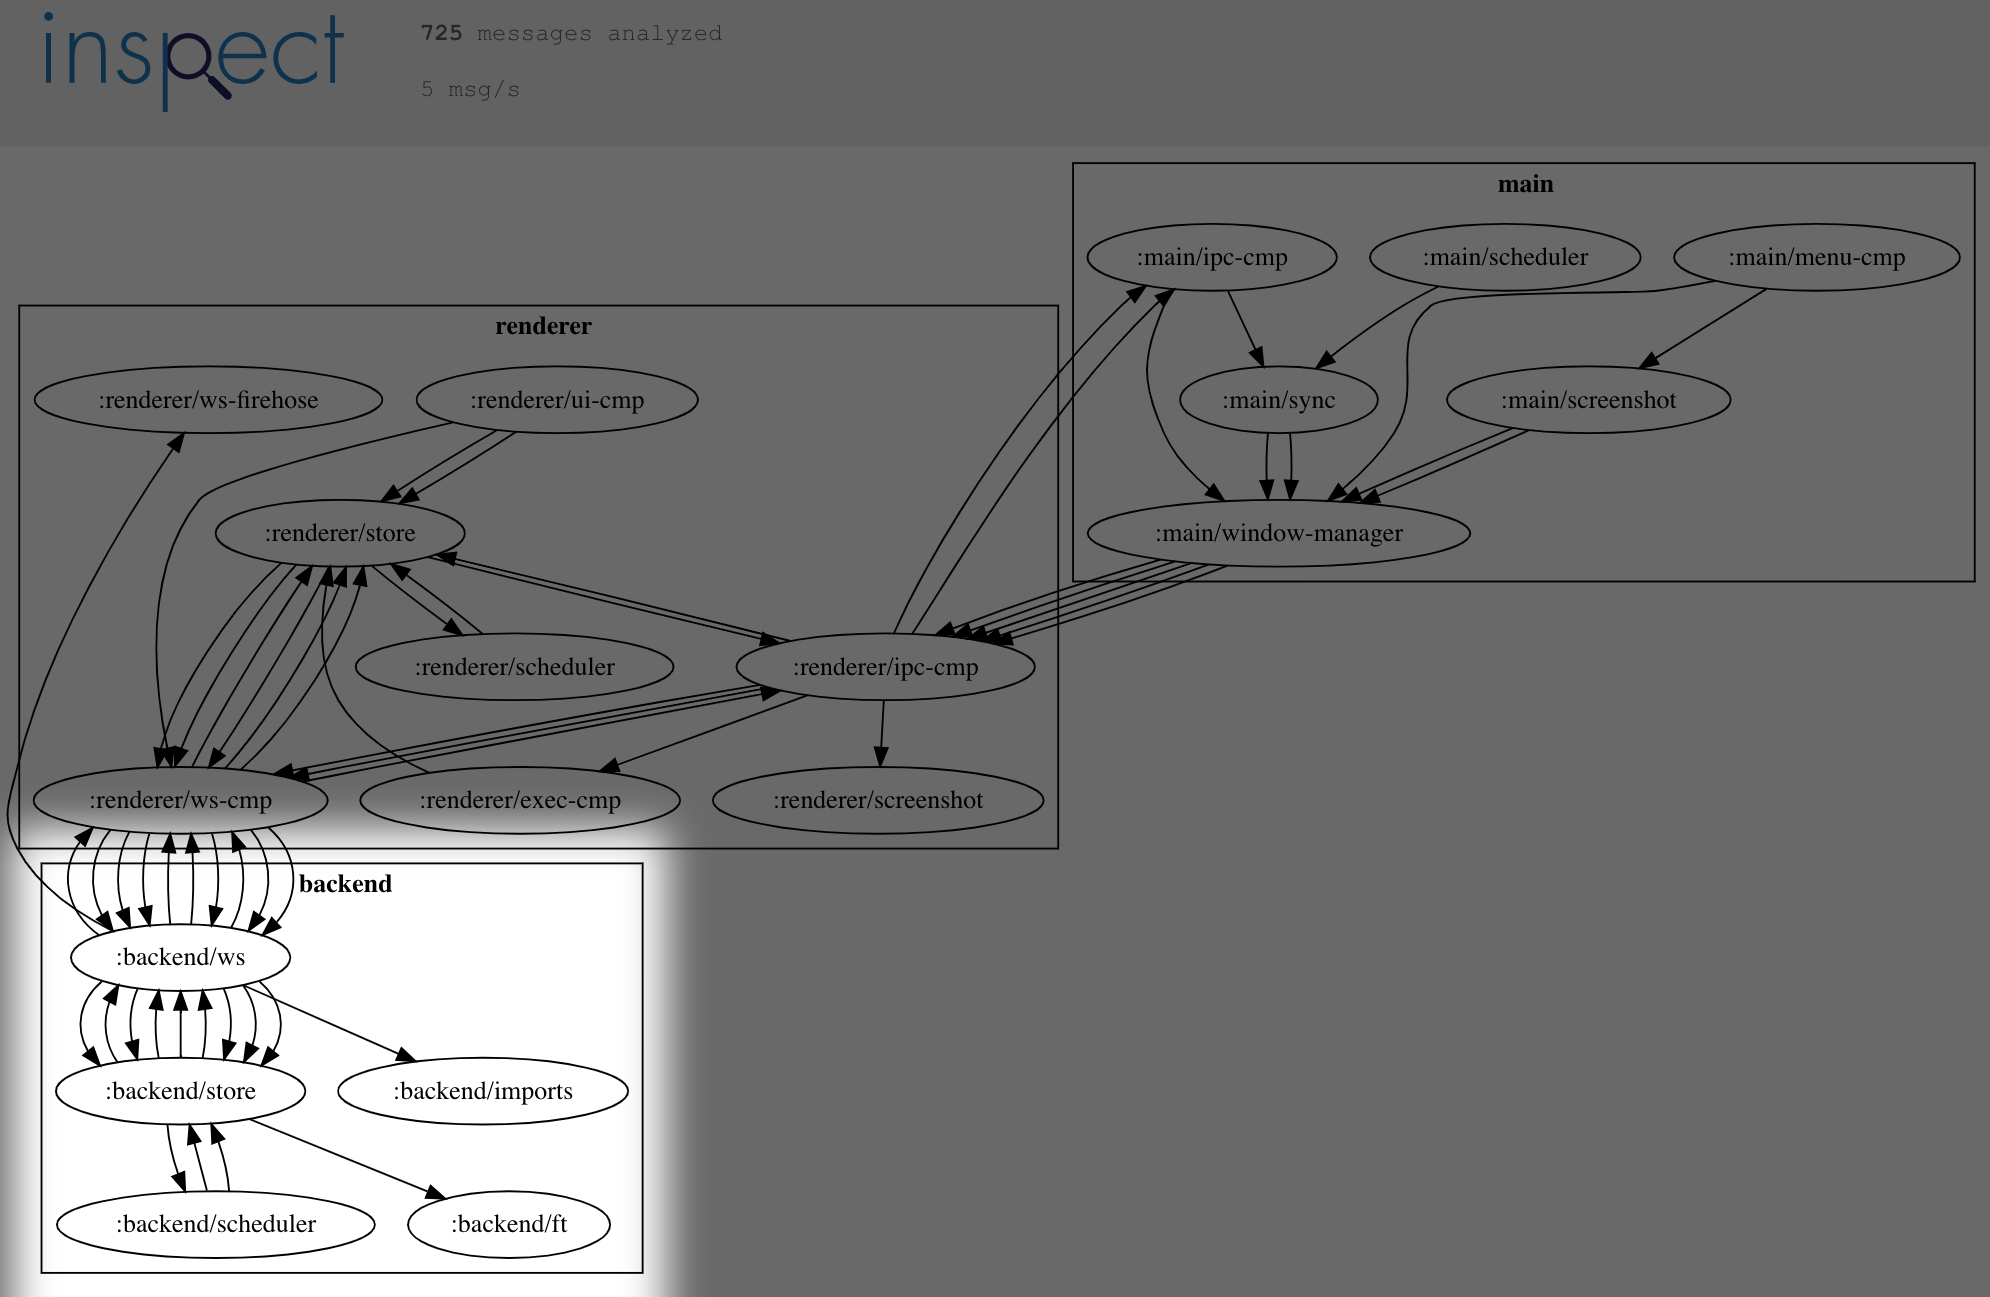 inspect
725 messages analyzed
5 msg/s
main
:main/ipc-cmp
:main/scheduler
:main/menu-cmp
:main/sync
:main/screenshot
:main/window-manager
renderer
:renderer/ws-firehose
:renderer/ui-cmp
:renderer/store
:renderer/scheduler
:renderer/ipc-cmp
:renderer/ws-cmp
:renderer/exec-cmp
:renderer/screenshot
backend
:backend/ws
:backend/store
:backend/imports
:backend/scheduler
:backend/ft